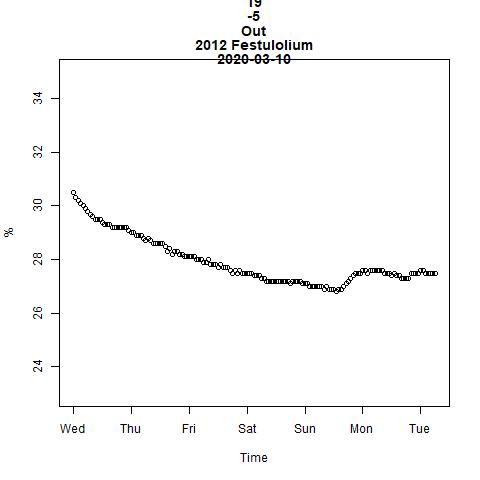 19
-5
Out
2012 Festulolium
2020-03-10
34
32
30
28
26
24
%
Wed Thu Fri Sat Sun Mon Tue
Time